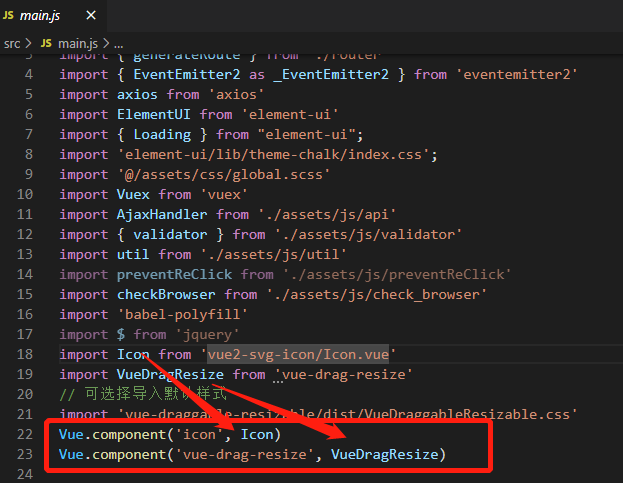 JS main.js ×
src > JS main.js > ...
3 import { generateRoute } from './router'
4 import { EventEmitter2 as _EventEmitter2 } from 'eventemitter2'
5 import axios from 'axios'
6 import ElementUI from 'element-ui'
7 import { Loading } from "element-ui";
8 import 'element-ui/lib/theme-chalk/index.css';
9 import '@/assets/css/global.scss'
10 import Vuex from 'vuex'
11 import AjaxHandler from './assets/js/api'
12 import { validator } from './assets/js/validator'
13 import util from './assets/js/util'
14 import preventReClick from './assets/js/preventReClick'
15 import checkBrowser from './assets/js/check_browser'
16 import 'babel-polyfill'
17 import $ from 'jquery'
18 import Icon from 'vue2-svg-icon/Icon.vue'
19 import VueDragResize from 'vue-drag-resize'
20 // 可选择导入默认样式
21 import 'vue-draggable-resizable/dist/VueDraggableResizable.css'
22 Vue.component('icon', Icon)
23 Vue.component('vue-drag-resize', VueDragResize)
24